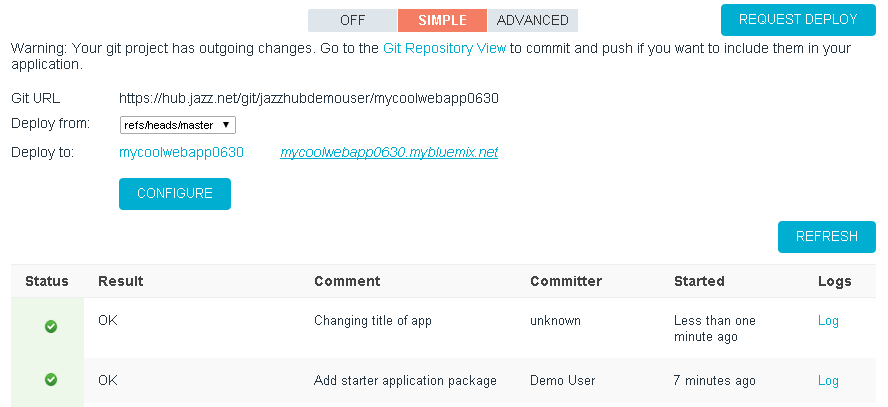 OFF SIMPLE ADVANCED REQUEST DEPLOY
Warning: Your git project has outgoing changes. Go to the Git Repository View to commit and push if you want to include them in your
application.
Git URL https://hub.jazz.net/git/jazzhubdemouser/mycoolwebapp0630
Deploy from: refs/heads/master
Deploy to: mycoolwebapp0630 mycoolwebapp0630.mybluemix.net
CONFIGURE
REFRESH
Status Result Comment Committer Started Logs
OK Changing title of app unknown Less than one Log
minute ago
OK Add starter application package Demo User 7 minutes ago Log